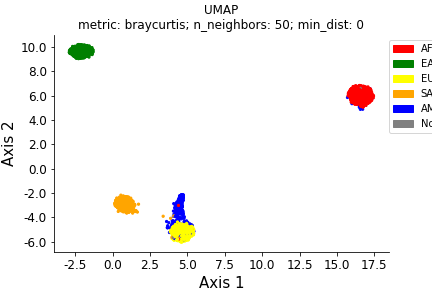 UMAP
metric: braycurtis; n_neighbors: 50; min_dist: 0
10.0
8.0
6.0
4.0
2.0
0.0
-2.0
-4.0
-6.0
Axis 2
-2.5 0.0 2.5 5.0 7.5 10.0 12.5 15.0 17.5
Axis 1
AF
EA
EU
SA
AM
No